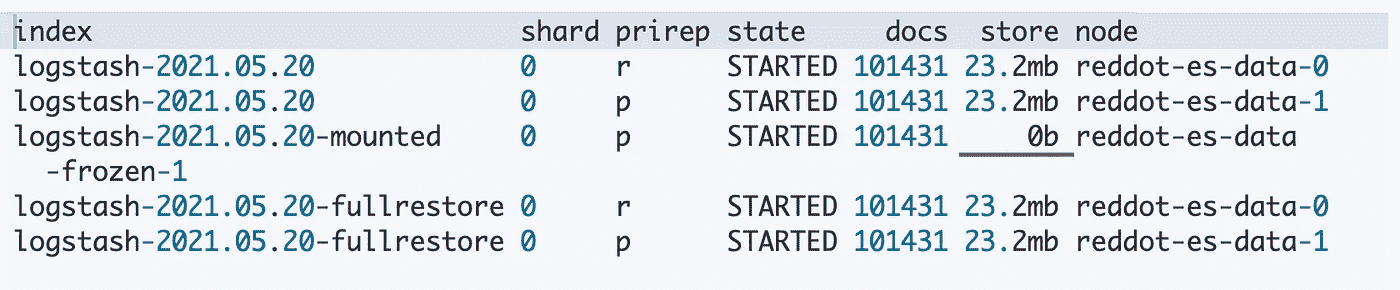 index                           shard prirep state     docs  store node
logstash-2021.05.20             0     r      STARTED 101431 23.2mb reddot-es-data-0
logstash-2021.05.20             0     p      STARTED 101431 23.2mb reddot-es-data-1
logstash-2021.05.20-mounted     0     p      STARTED 101431     0b reddot-es-data
  -frozen-1
logstash-2021.05.20-fullrestore 0     r      STARTED 101431 23.2mb reddot-es-data-0
logstash-2021.05.20-fullrestore 0     p      STARTED 101431 23.2mb reddot-es-data-1